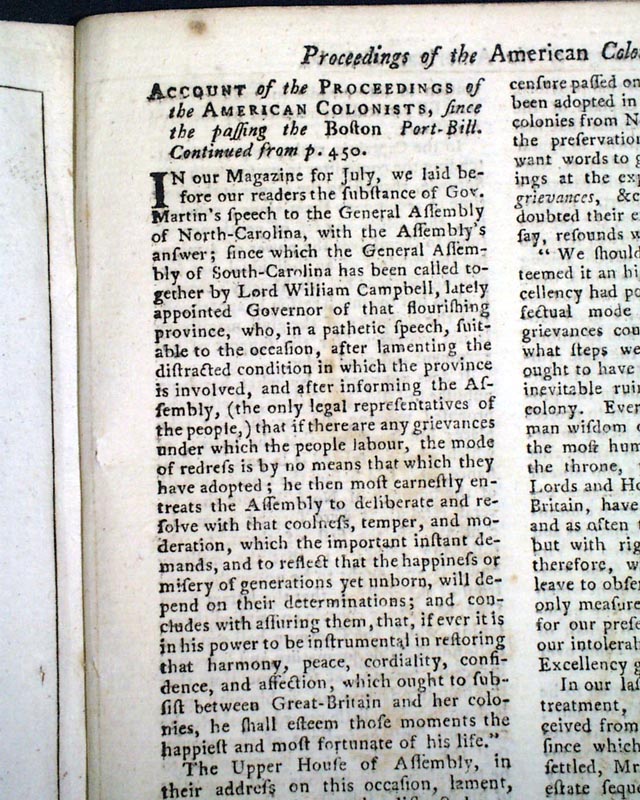 Proceedings of the American Colo
ACCOUNT of the PROCEEDINGS of
the AMERICAN COLONISTS, ſince
the paſſing the Boſton Port-Bill.
Continued from p. 450.
IN our Magazine for July, we laid be-
fore our readers the ſubſtance of Gov.
Martin's ſpeech to the General Aſſembly
of North-Carolina, with the Aſſembly's
anſwer; ſince which the General Aſſem-
bly of South-Carolina has been called to-
gether by Lord William Campbell, lately
appointed Governor of that flouriſhing
province, who, in a pathetic ſpeech, ſuit-
able to the occaſion, after lamenting the
diſtracted condition in which the province
is involved, and after informing the Aſ-
ſembly, (the only legal repreſentatives of
the people,) that if there are any grievances
under which the people labour, the mode
of redreſs is by no means that which they
have adopted; he then moſt earneſtly en-
treats the Aſſembly to deliberate and re-
ſolve with that coolneſs, temper, and mo-
deration, which the important inſtant de-
mands, and to reflect that the happineſs or
miſery of generations yet unborn, will de-
pend on their determinations; and con-
cludes with aſſuring them, that, if ever it is
in his power to be inſtrumental in reſtoring
that harmony, peace, cordiality, confi-
dence, and affection, which ought to ſub-
ſiſt between Great-Britain and her colo-
nies, he ſhall eſteem thoſe moments the
happieſt and moſt fortunate of his life."
The Upper Houſe of Aſſembly, in
their addreſs on this occaſion, lament,
cenſure paſſed on
been adopted in
colonies from N
the preſervation
want words to g
ings at the exp
grievances, &c
doubted their e
ſay, reſounds w
"We ſhould
teemed it an hi
cellency had po
fectual mode
grievances cou
what ſteps we
ought to have
inevitable ruin
colony. Ever
man wiſdom c
the moſt hum
the throne,
Lords and Ho
Britain, have
and as often t
but with rig
therefore, w
leave to obſer
only meaſure
for our preſe
our intolerat
Excellency g
In our laſ
treatment,
ceived from
ſince which
ſettled, Mr.
eſtate ſequ